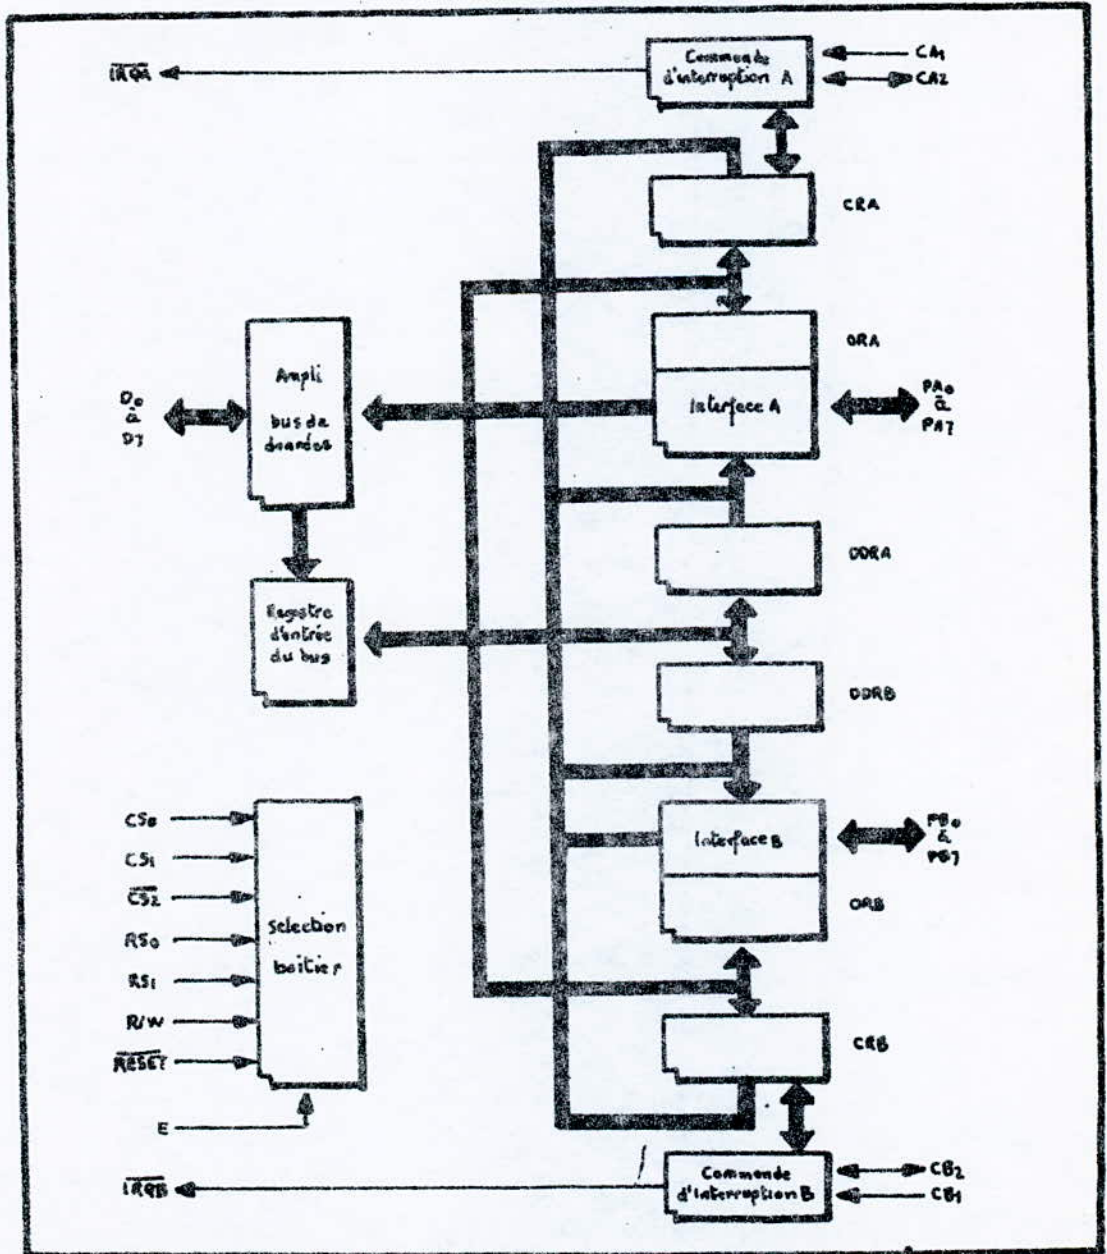 Commande
d'interruption A
CA1
CA2
IRQA
CRA
ORA
Interface A
PA0
à
PA7
Ampli
bus de
données
D0
à
D7
DDRA
Registre
d'entrée
du bus
DDRB
Interface B
PB0
à
PB7
ORB
CS0
CS1
CS2
RS0
RS1
R/W
RESET
Selection
boitier
E
CRB
Commande
d'Interruption B
CB2
CB1
IRQB